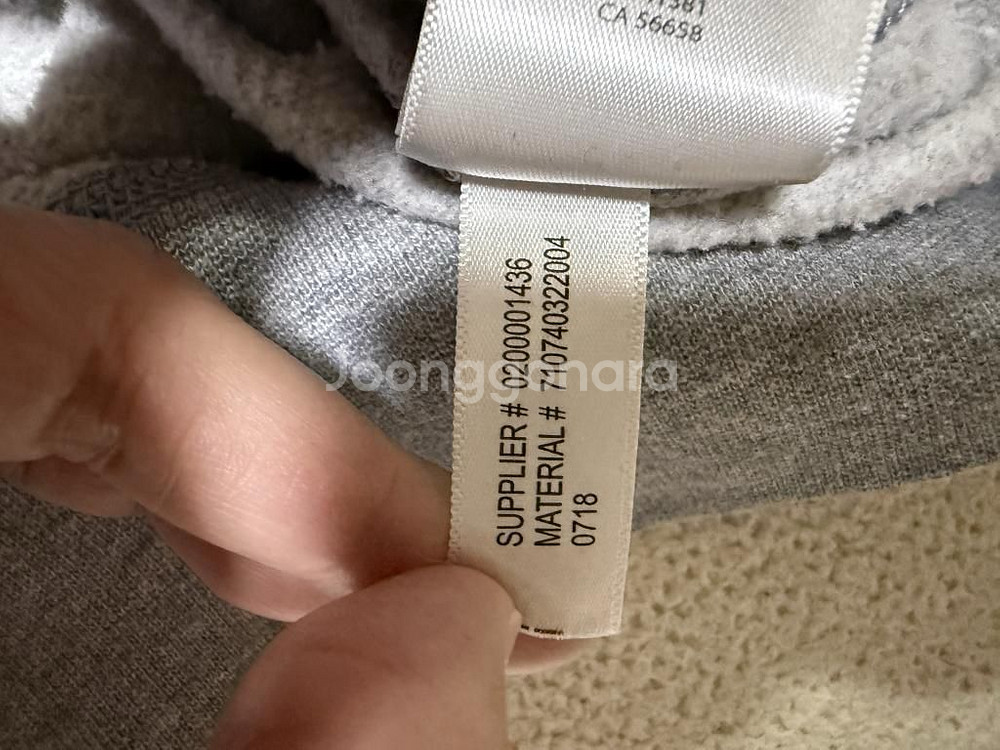 CA 56658
SUPPLIER # 0200001436
MATERIAL # 710740322004
0718
Joonggonara